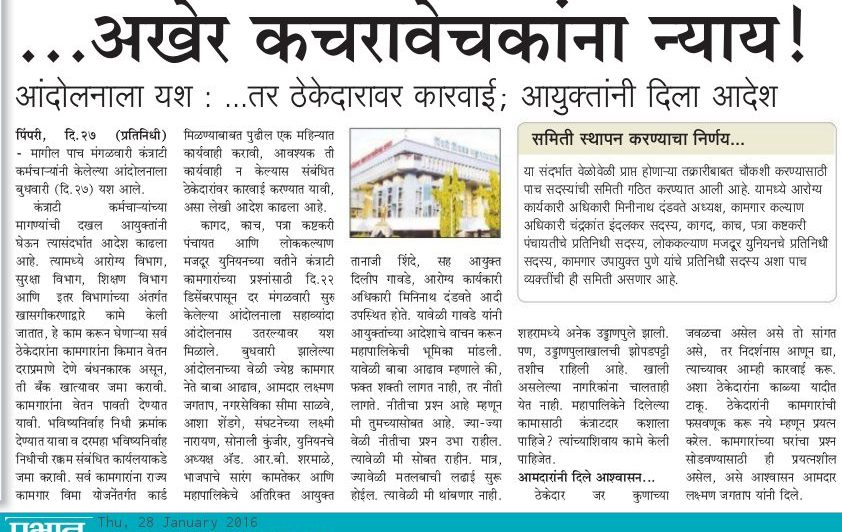 ...अखेर कचरावेचकांना न्याय!
आंदोलनाला यश : ...तर ठेकेदारावर कारवाई; आयुक्तांनी दिला आदेश
पिंपरी, दि.२७ (प्रतिनिधी)
- मागील पाच मंगळवारी कंत्राटी
कर्मचाऱ्यांनी केलेल्या आंदोलनाला
बुधवारी (दि.२७) यश आले.
कंत्राटी कर्मचाऱ्यांच्या
मागण्यांची दखल आयुक्तांनी
घेऊन त्यासंदर्भात आदेश काढला
आहे. त्यामध्ये आरोग्य विभाग,
सुरक्षा विभाग, शिक्षण विभाग
आणि इतर विभागांच्या अंतर्गत
खासगीकरणाद्वारे कामे केली
जातात, हे काम करून घेणाऱ्या सर्व
ठेकेदारांना कामगारांना किमान वेतन
दराप्रमाणे देणे बंधनकारक असून,
ती बँक खात्यावर जमा करावी.
कामगारांना वेतन पावती देण्यात
यावी. भविष्यनिर्वाह निधी क्रमांक
देण्यात यावा व दरमहा भविष्यनिर्वाह
निधीची रक्कम संबंधित कार्यालयाकडे
जमा करावी. सर्व कामगारांना राज्य
कामगार विमा योजनेंतर्गत कार्ड
मिळण्याबाबत पुढील एक महिन्यात
कार्यवाही करावी, आवश्यक ती
कार्यवाही न केल्यास संबंधित
ठेकेदारांवर कारवाई करण्यात यावी,
असा लेखी आदेश काढला आहे.
कागद, काच, पत्रा कष्टकरी
पंचायत आणि लोककल्याण
मजदूर युनियनच्या वतीने कंत्राटी
कामगारांच्या प्रश्नांसाठी दि.२२
डिसेंबरपासून दर मंगळवारी सुरु
केलेल्या आंदोलनाला सहाव्यांदा
आंदोलनास उतरल्यावर यश
मिळाले. बुधवारी झालेल्या
आंदोलनाच्या वेळी ज्येष्ठ कामगार
नेते बाबा आढाव, आमदार लक्ष्मण
जगताप, नगरसेविका सीमा साळवे,
आशा शेंडगे, संघटनेच्या लक्ष्मी
नारायण, सोनाली कुंजीर, युनियनचे
अध्यक्ष अ‍ॅड. आर.बी. शरमाळे,
भाजपाचे सारंग कामतेकर आणि
महापालिकेचे अतिरिक्त आयुक्त
तानाजी शिंदे, सह आयुक्त
दिलीप गावडे, आरोग्य कार्यकारी
अधिकारी मिनिनाथ दंडवते आदी
उपस्थित होते. यावेळी गावडे यांनी
आयुक्तांच्या आदेशाचे वाचन करून
महापालिकेची भूमिका मांडली.
यावेळी बाबा आढाव म्हणाले की,
फक्त शक्ती लागत नाही, तर नीती
लागते. नीतीचा प्रश्न आहे म्हणून
मी तुमच्यासोबत आहे. ज्या-ज्या
वेळी नीतीचा प्रश्न उभा राहील.
त्यावेळी मी सोबत राहीन. मात्र,
ज्यावेळी मतलबाची लढाई सुरू
होईल. त्यावेळी मी थांबणार नाही.
समिती स्थापन करण्याचा निर्णय...
या संदर्भात वेळोवेळी प्राप्त होणाऱ्या तक्रारीबाबत चौकशी करण्यासाठी
पाच सदस्यांची समिती गठित करण्यात आली आहे. यामध्ये आरोग्य
कार्यकारी अधिकारी मिनीनाथ दंडवते अध्यक्ष, कामगार कल्याण
अधिकारी चंद्रकांत इंदलकर सदस्य, कागद, काच, पत्रा कष्टकरी
पंचायतीचे प्रतिनिधी सदस्य, लोककल्याण मजदूर युनियनचे प्रतिनिधी
सदस्य, कामगार उपायुक्त पुणे यांचे प्रतिनिधी सदस्य अशा पाच
व्यक्तींची ही समिती असणार आहे.
शहरामध्ये अनेक उड्डाणपुले झाली.
पण, उड्डाणपुलाखालची झोपडपट्टी
तशीच राहिली आहे. खाली
असलेल्या नागरिकांना चालताही
येत नाही. महापालिकेने दिलेल्या
कामासाठी कंत्राटदार कशाला
पाहिजे? त्यांच्याशिवाय कामे केली
पाहिजेत.
आमदारांनी दिले आश्वासन...
ठेकेदार जर कुणाच्या
जवळचा असेल असे तो सांगत
असे, तर निदर्शनास आणून द्या,
त्याच्यावर आम्ही कारवाई करू.
अशा ठेकेदारांना काळ्या यादीत
टाकू. ठेकेदारांनी कामगारांची
फसवणूक करू नये म्हणून प्रयत्न
करेल. कामगारांच्या घरांचा प्रश्न
सोडवण्यासाठी ही प्रयत्नशील
असेल, असे आश्वासन आमदार
लक्ष्मण जगताप यांनी दिले.
प्रभात
Thu, 28 January 2016